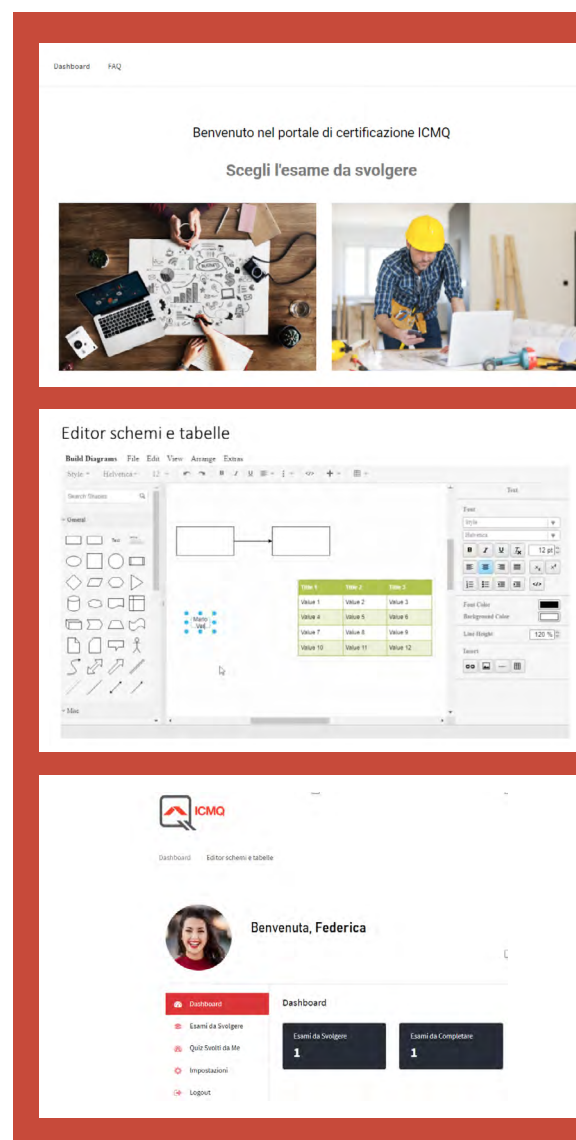 Dashboard FAQ
Benvenuto nel portale di certificazione ICMQ
Scegli l'esame da svolgere
Editor schemi e tabelle
Build Diagrams File Edit View Arrange Extras
Style Helvetica 12 B I U
Search Shapes
General
Text
Title 1 Title 2 Title 3
Value 1 Value 2 Value 3
Value 4 Value 5 Value 6
Value 7 Value 8 Value 9
Value 10 Value 11 Value 12
Mario
Misc
Text
Font
Style
Helvetica
B I U 12 pt
Font Color
Background Color
Line Height 120 %
Insert
ICMQ
Dashboard Editor schemi e tabelle
Benvenuta, Federica
Dashboard
Esami da Svolgere
Quiz Svolti da Me
Impostazioni
Logout
Dashboard
Esami da Svolgere
1
Esami da Completare
1